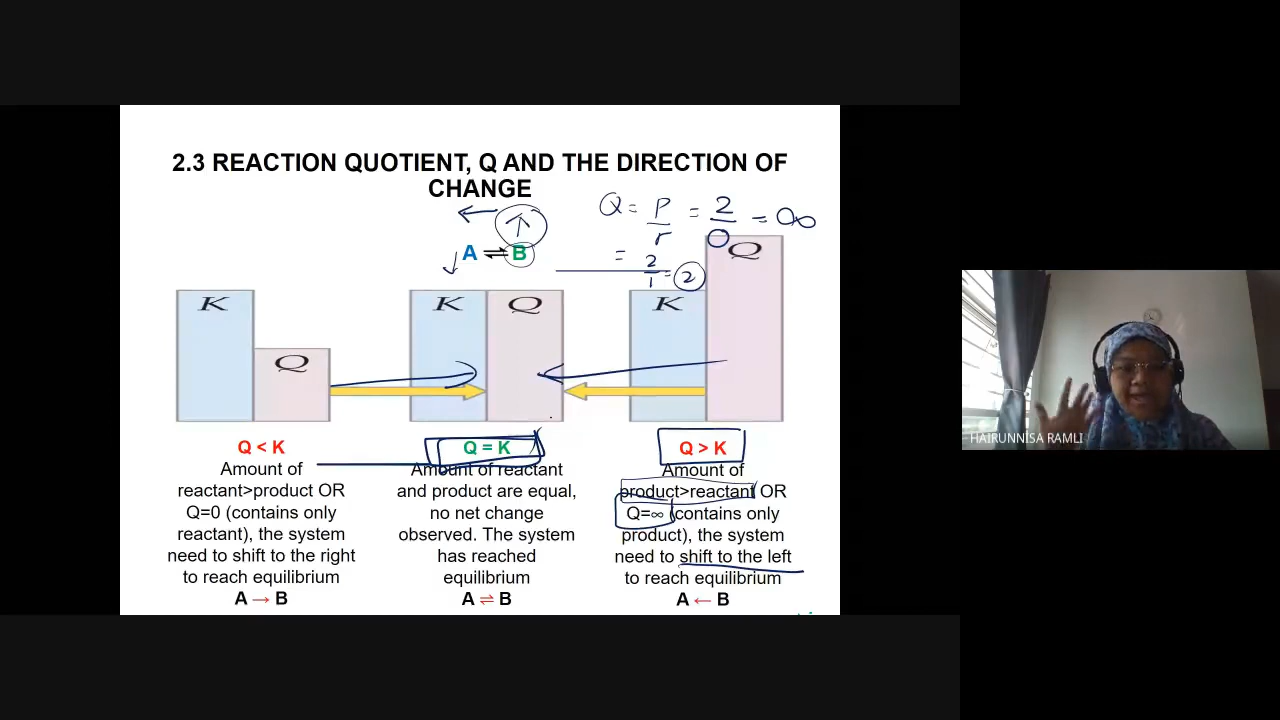 2.3 REACTION QUOTIENT, Q AND THE DIRECTION OF
CHANGE
Q = P/r = 2/0 = ∞
= 2/1 = 2
← ↑
↓ A ⇌ B
K
Q
K
Q
K
Q
Q < K
Amount of
reactant>product OR
Q=0 (contains only
reactant), the system
need to shift to the right
to reach equilibrium
A → B
Q = K
Amount of reactant
and product are equal,
no net change
observed. The system
has reached
equilibrium
A ⇌ B
Q > K
Amount of
product>reactant OR
Q=∞ (contains only
product), the system
need to shift to the left
to reach equilibrium
A ← B
HAIRUNNISA RAMLI